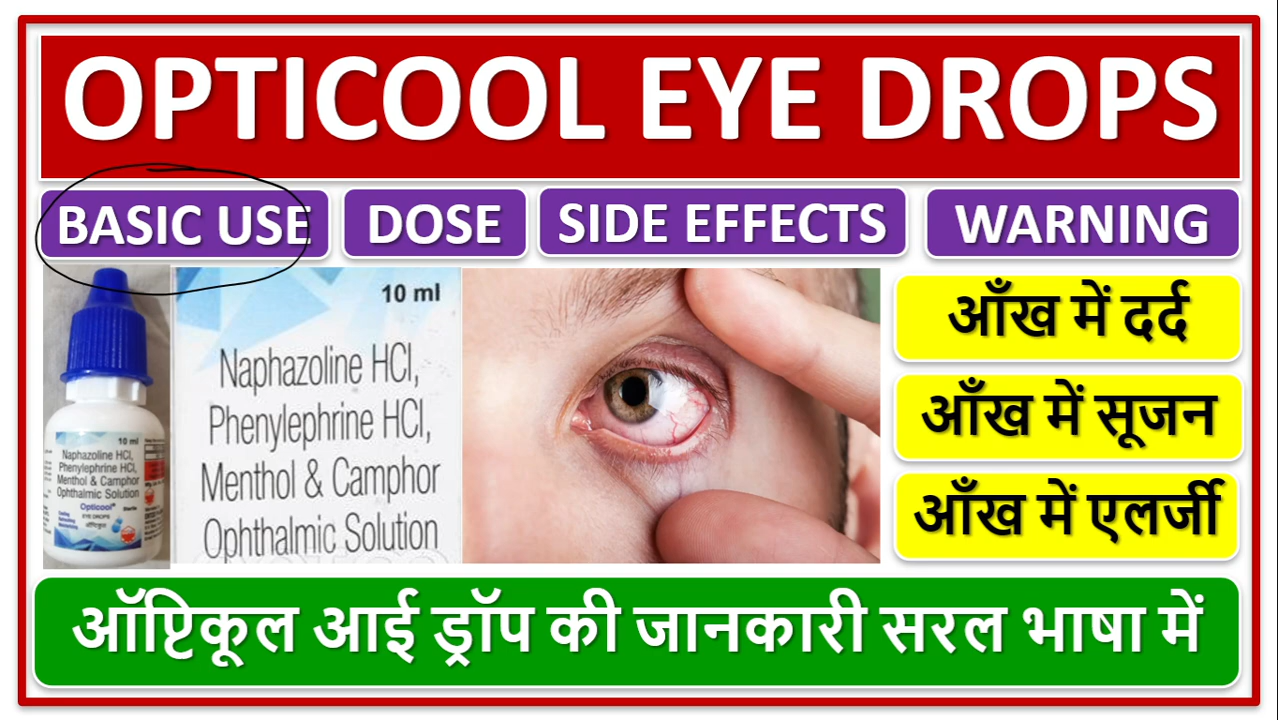 OPTICOOL EYE DROPS
BASIC USE
DOSE
SIDE EFFECTS
WARNING
10 ml
Naphazoline HCl,
Phenylephrine HCl,
Menthol & Camphor
Ophthalmic Solution
Opticool
EYE DROPS
ऑप्टिकूल
10 ml
Naphazoline HCl,
Phenylephrine HCl,
Menthol & Camphor
Ophthalmic Solution
आँख में दर्द
आँख में सूजन
आँख में एलर्जी
ऑप्टिकूल आई ड्रॉप की जानकारी सरल भाषा में